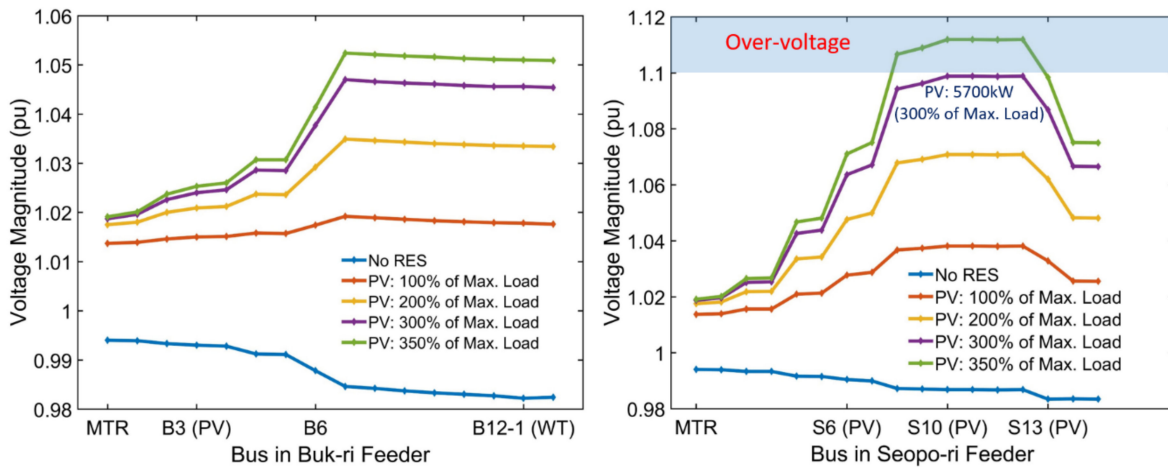 1.06
1.05
1.04
1.03
1.02
1.01
1
0.99
0.98
Voltage Magnitude (pu)
No RES
PV: 100% of Max. Load
PV: 200% of Max. Load
PV: 300% of Max. Load
PV: 350% of Max. Load
MTR
B3 (PV)
B6
B12-1 (WT)
Bus in Buk-ri Feeder
1.12
1.1
1.08
1.06
1.04
1.02
1
0.98
Voltage Magnitude (pu)
Over-voltage
PV: 5700kW
(300% of Max. Load)
No RES
PV: 100% of Max. Load
PV: 200% of Max. Load
PV: 300% of Max. Load
PV: 350% of Max. Load
MTR
S6 (PV)
S10 (PV)
S13 (PV)
Bus in Seopo-ri Feeder